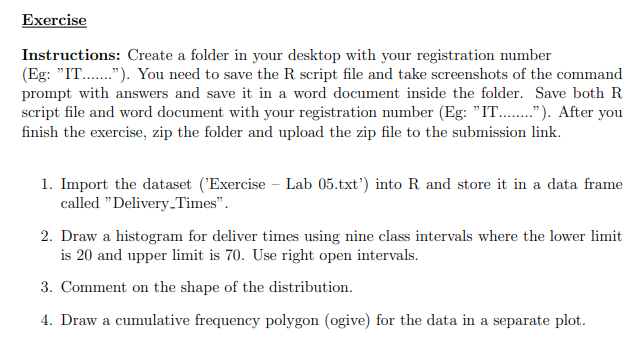 Exercise
Instructions: Create a folder in your desktop with your registration number
(Eg: ”IT.......”). You need to save the R script file and take screenshots of the command
prompt with answers and save it in a word document inside the folder. Save both R
script file and word document with your registration number (Eg: ”IT........”). After you
finish the exercise, zip the folder and upload the zip file to the submission link.
1. Import the dataset (’Exercise – Lab 05.txt’) into R and store it in a data frame
called ”Delivery_Times”.
2. Draw a histogram for deliver times using nine class intervals where the lower limit
is 20 and upper limit is 70. Use right open intervals.
3. Comment on the shape of the distribution.
4. Draw a cumulative frequency polygon (ogive) for the data in a separate plot.